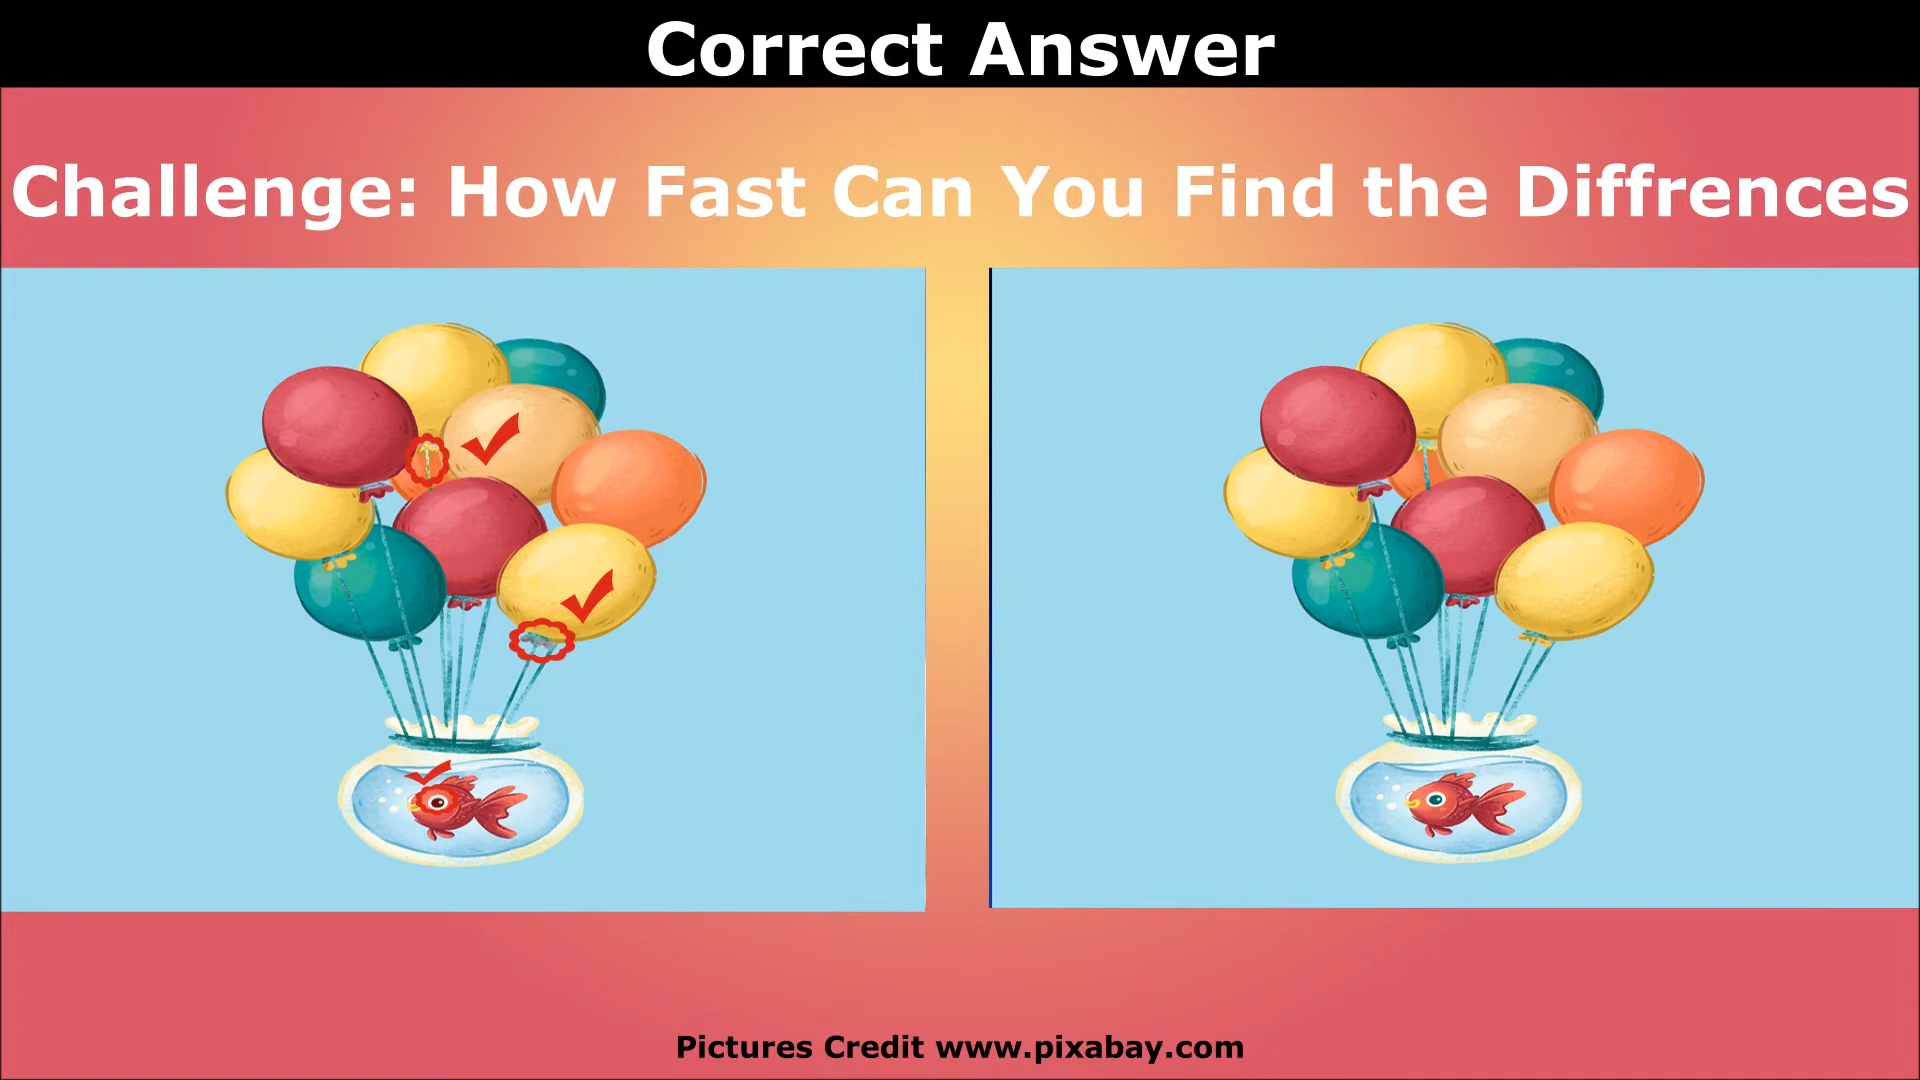 Correct Answer
Challenge: How Fast Can You Find the Diffrences
Pictures Credit www.pixabay.com